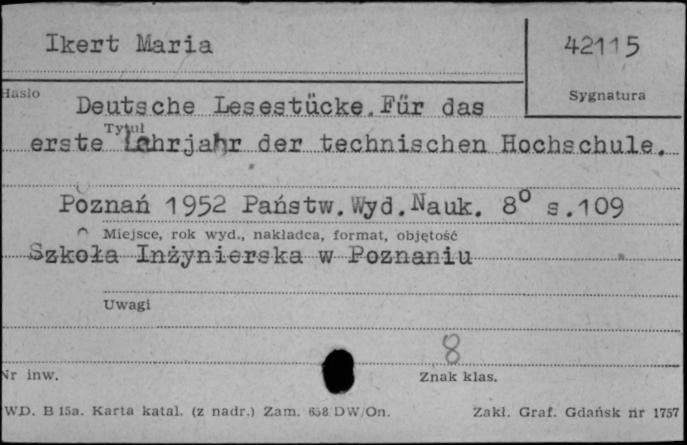 Ikert Maria
42115
Hasło
Sygnatura
Deutsche Lesestücke. Für das
Tytuł
erste Lehrjahr der technischen Hochschule.
Poznań 1952 Państw. Wyd. Nauk. 8° s. 109
Miejsce, rok wyd., nakładca, format, objętość
Szkoła Inżynierska w Poznaniu
Uwagi
8
Nr inw.
Znak klas.
WD. B 15a. Karta katal. (z nadr.) Zam. 658 DW/On.
Zakł. Graf. Gdańsk nr 1757